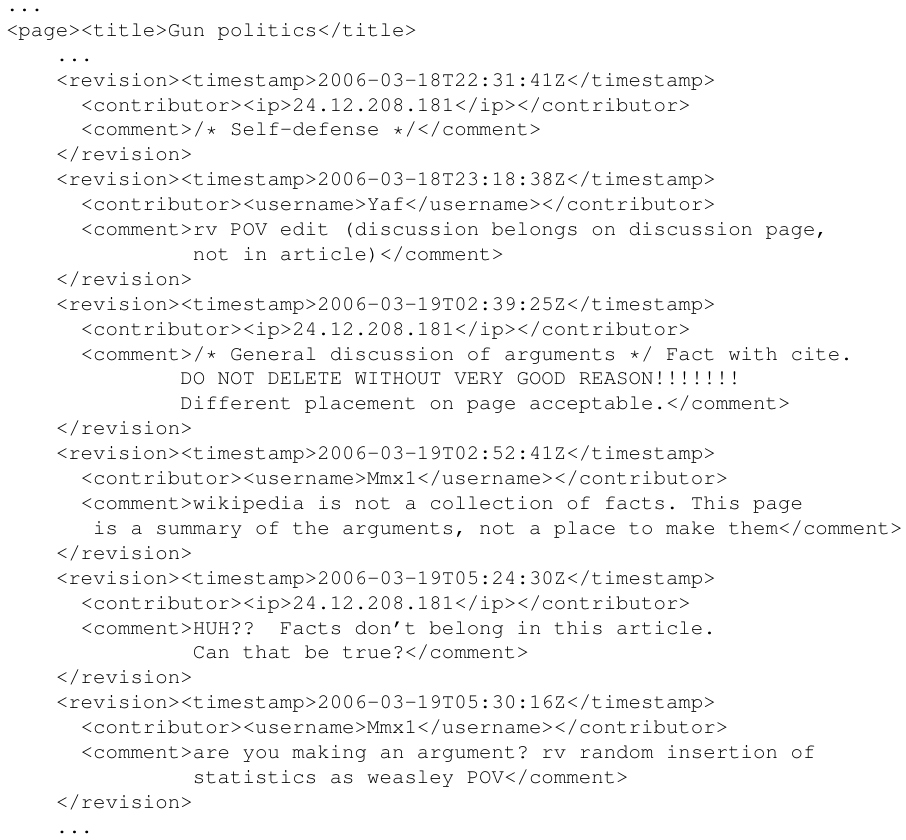 ...
<page><title>Gun politics</title>
...
<revision><timestamp>2006-03-18T22:31:41Z</timestamp>
<contributor><ip>24.12.208.181</ip></contributor>
<comment>/* Self-defense */</comment>
</revision>
<revision><timestamp>2006-03-18T23:18:38Z</timestamp>
<contributor><username>Yaf</username></contributor>
<comment>rv POV edit (discussion belongs on discussion page,
not in article)</comment>
</revision>
<revision><timestamp>2006-03-19T02:39:25Z</timestamp>
<contributor><ip>24.12.208.181</ip></contributor>
<comment>/* General discussion of arguments */ Fact with cite.
DO NOT DELETE WITHOUT VERY GOOD REASON!!!!!!!
Different placement on page acceptable.</comment>
</revision>
<revision><timestamp>2006-03-19T02:52:41Z</timestamp>
<contributor><username>Mmx1</username></contributor>
<comment>wikipedia is not a collection of facts. This page
is a summary of the arguments, not a place to make them</comment>
</revision>
<revision><timestamp>2006-03-19T05:24:30Z</timestamp>
<contributor><ip>24.12.208.181</ip></contributor>
<comment>HUH??  Facts don’t belong in this article.
Can that be true?</comment>
</revision>
<revision><timestamp>2006-03-19T05:30:16Z</timestamp>
<contributor><username>Mmx1</username></contributor>
<comment>are you making an argument? rv random insertion of
statistics as weasley POV</comment>
</revision>
...